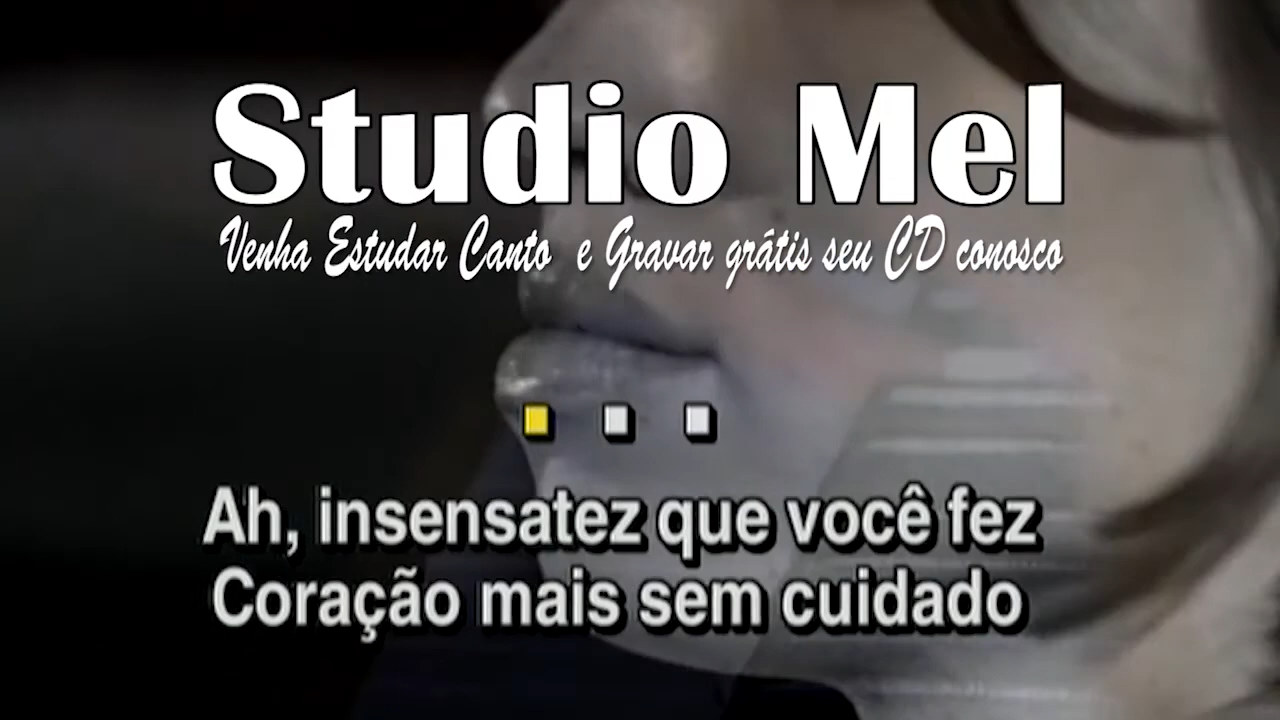 Studio Mel
Venha Estudar Canto e Gravar grátis seu CD conosco
Ah, insensatez que você fez
Coração mais sem cuidado